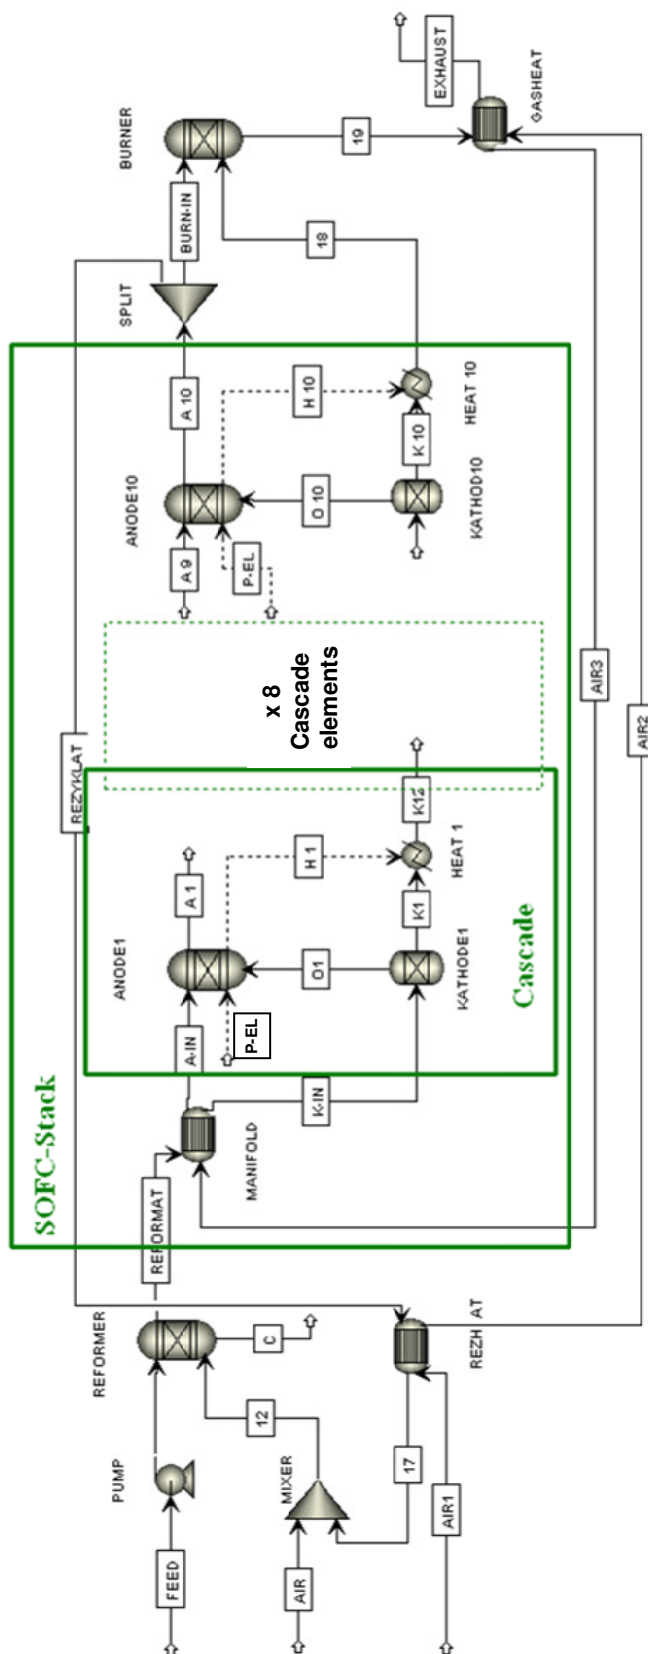 SOFC-Stack
Cascade
x 8
Cascade
elements
FEED
PUMP
REFORMER
REFORMAT
C
12
AIR
MIXER
17
AIR1
REZH AT
MANIFOLD
A-IN
K-IN
P-EL
ANODE1
A 1
O1
H 1
KATHODE1
K1
HEAT 1
K12
REZYKLAT
A 9
P-EL
ANODE10
A 10
O 10
H 10
KATHOD10
K 10
HEAT 10
SPLIT
BURN-IN
BURNER
18
19
GASHEAT
EXHAUST
AIR3
AIR2